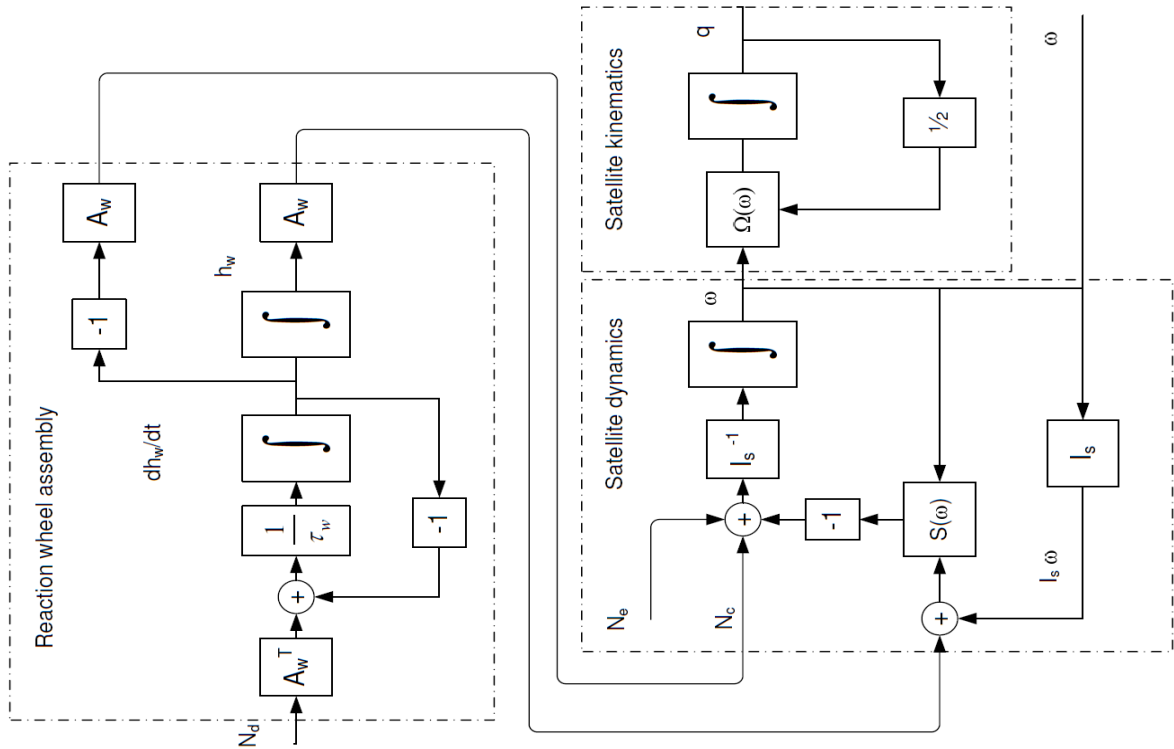 Reaction wheel assembly
N_d
A_w^T
+
1/τ_w
∫
-1
dh_w/dt
-1
∫
h_w
A_w
A_w
Satellite dynamics
N_e
N_c
+
I_s^-1
∫
ω
-1
S(ω)
+
I_s ω
I_s
ω
Satellite kinematics
Ω(ω)
∫
q
½